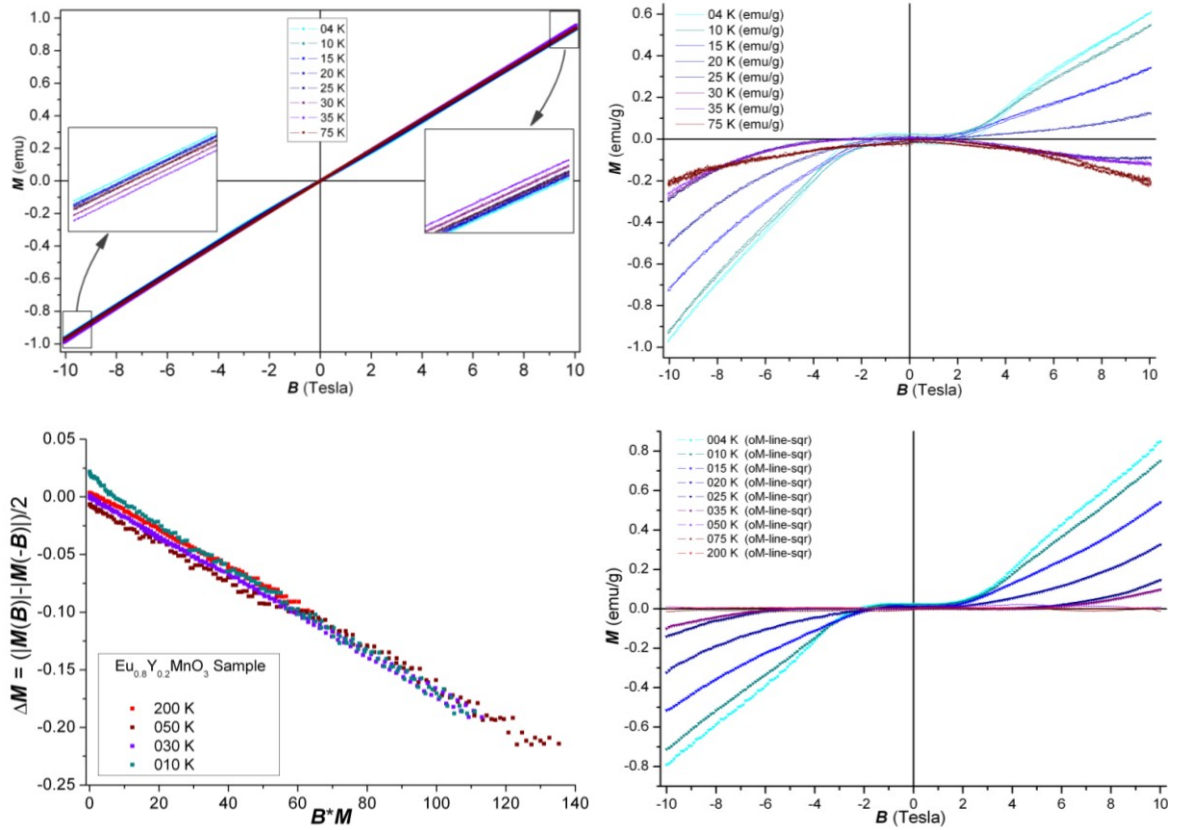 1.0
0.8
0.6
0.4
0.2
0.0
-0.2
-0.4
-0.6
-0.8
-1.0
M (emu)
04 K
10 K
15 K
20 K
25 K
30 K
35 K
75 K
-10 -8 -6 -4 -2 0 2 4 6 8 10
B (Tesla)
0.6
0.4
0.2
0.0
-0.2
-0.4
-0.6
-0.8
-1.0
M (emu/g)
04 K (emu/g)
10 K (emu/g)
15 K (emu/g)
20 K (emu/g)
25 K (emu/g)
30 K (emu/g)
35 K (emu/g)
75 K (emu/g)
-10 -8 -6 -4 -2 0 2 4 6 8 10
B (Tesla)
0.05
0.00
-0.05
-0.10
-0.15
-0.20
-0.25
ΔM = (|M(B)|-|M(-B)|)/2
Eu0.8Y0.2MnO3 Sample
200 K
050 K
030 K
010 K
0 20 40 60 80 100 120 140
B*M
0.8
0.6
0.4
0.2
0.0
-0.2
-0.4
-0.6
-0.8
M (emu/g)
004 K (oM-line-sqr)
010 K (oM-line-sqr)
015 K (oM-line-sqr)
020 K (oM-line-sqr)
025 K (oM-line-sqr)
035 K (oM-line-sqr)
050 K (oM-line-sqr)
075 K (oM-line-sqr)
200 K (oM-line-sqr)
-10 -8 -6 -4 -2 0 2 4 6 8 10
B (Tesla)